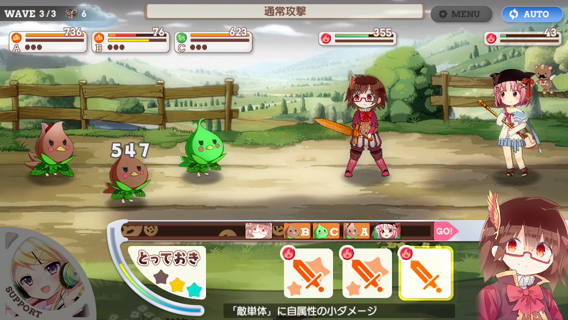 WAVE 3/3 6
通常攻撃
MENU
AUTO
736
A
76
B
623
C
355
43
547
B C A GO!
とっておき
SUPPORT
「敵単体」に自属性の小ダメージ